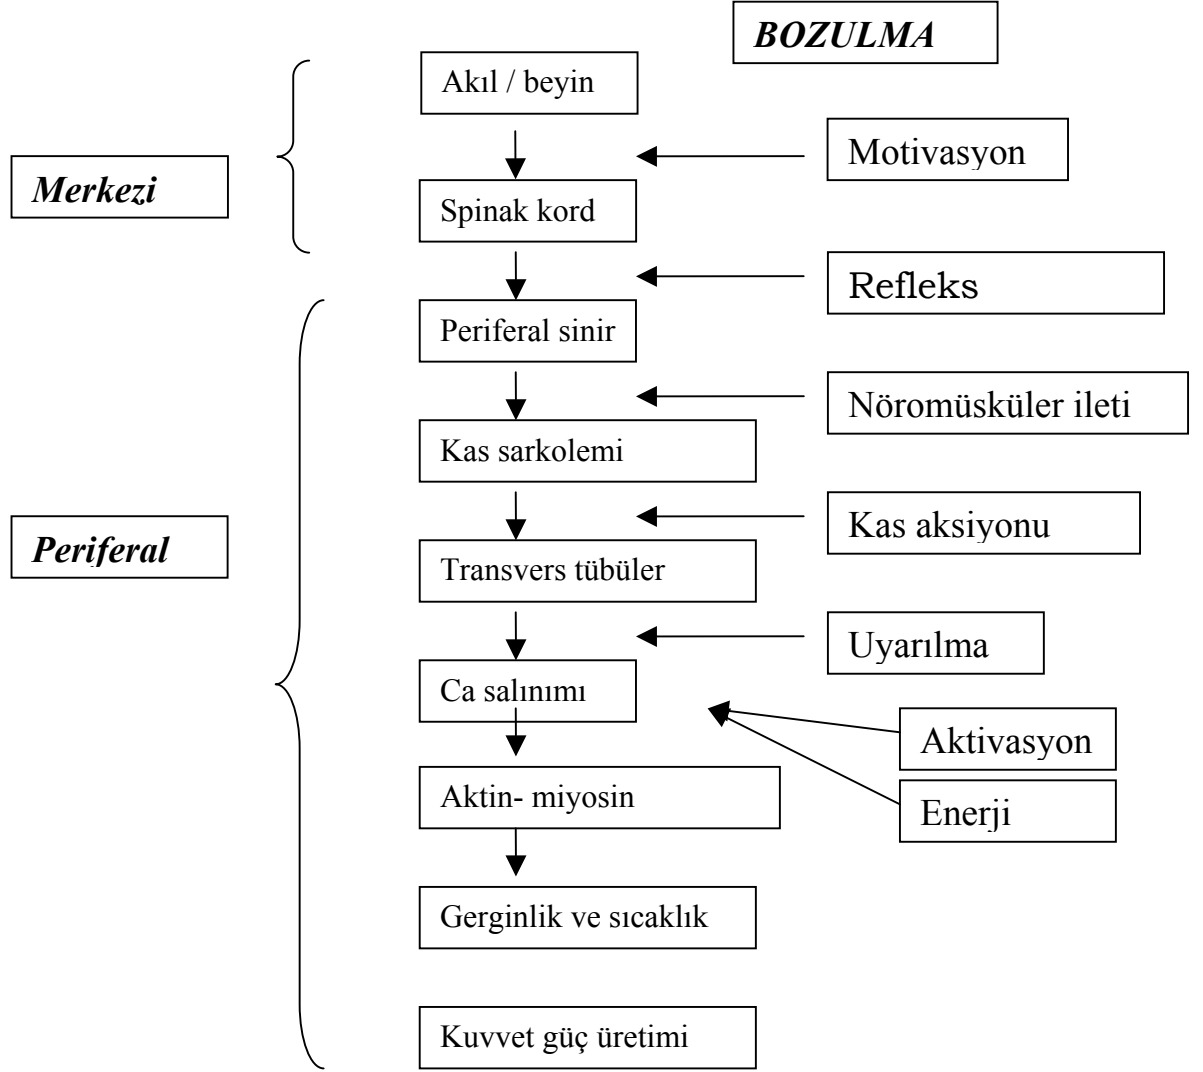 BOZULMA
Akıl / beyin
Motivasyon
Merkezi
Spinak kord
Refleks
Periferal sinir
Nöromüsküler ileti
Kas sarkolemi
Kas aksiyonu
Periferal
Transvers tübüler
Uyarılma
Ca salınımı
Aktivasyon
Aktin- miyosin
Enerji
Gerginlik ve sıcaklık
Kuvvet güç üretimi